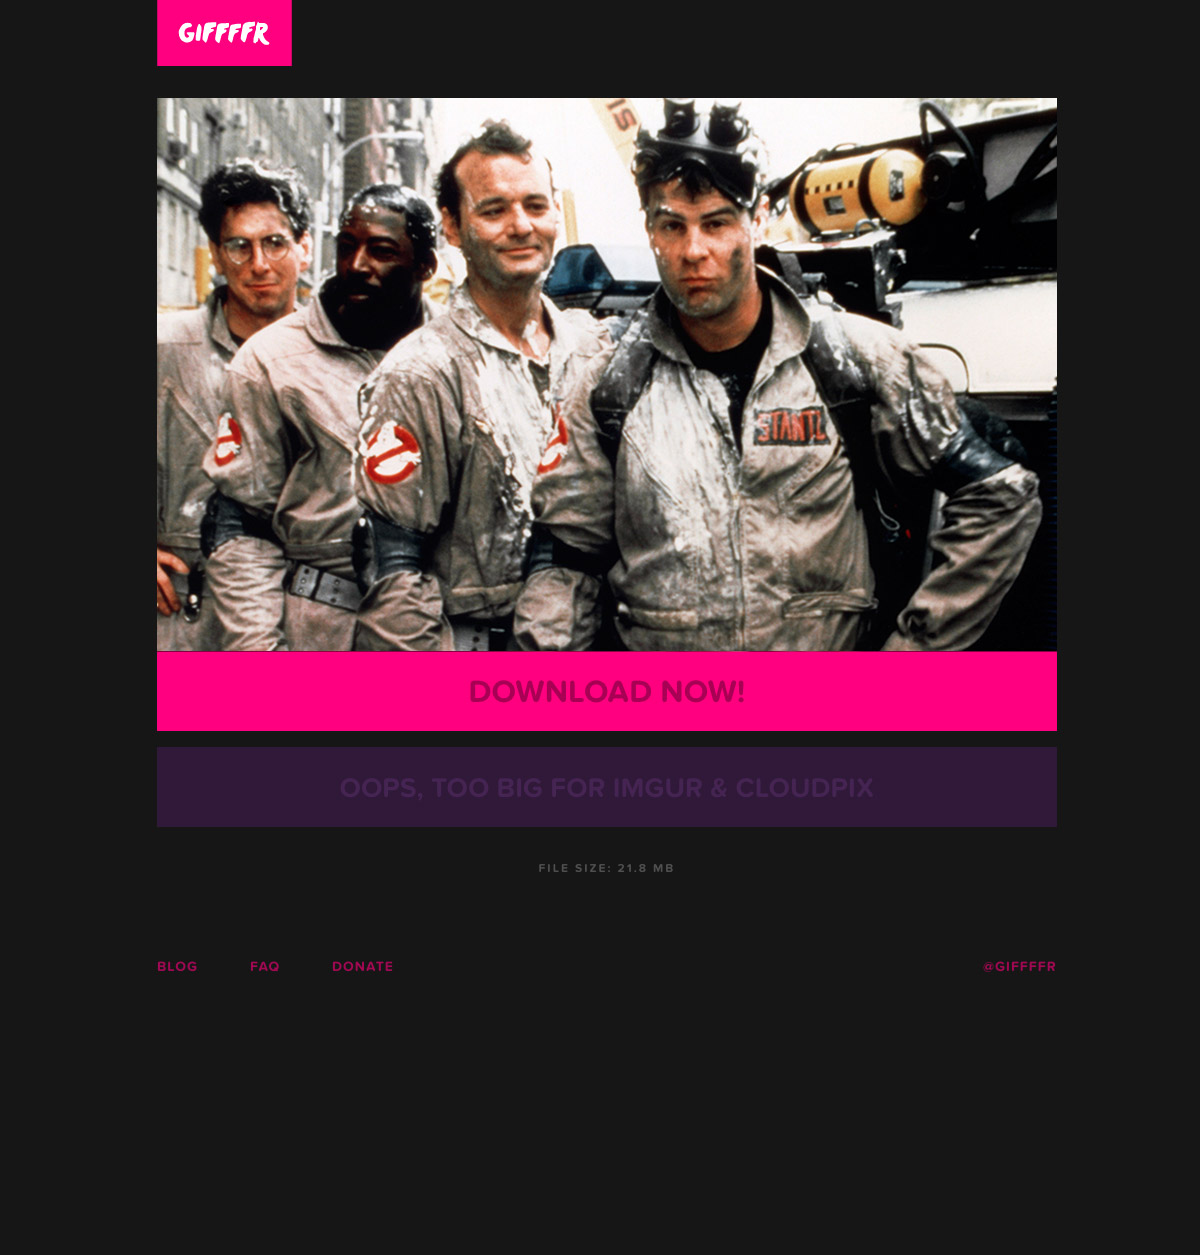 GIFFFFR
IS
STANTZ
DOWNLOAD NOW!
OOPS, TOO BIG FOR IMGUR & CLOUDPIX
FILE SIZE: 21.8 MB
BLOG FAQ DONATE @GIFFFFR